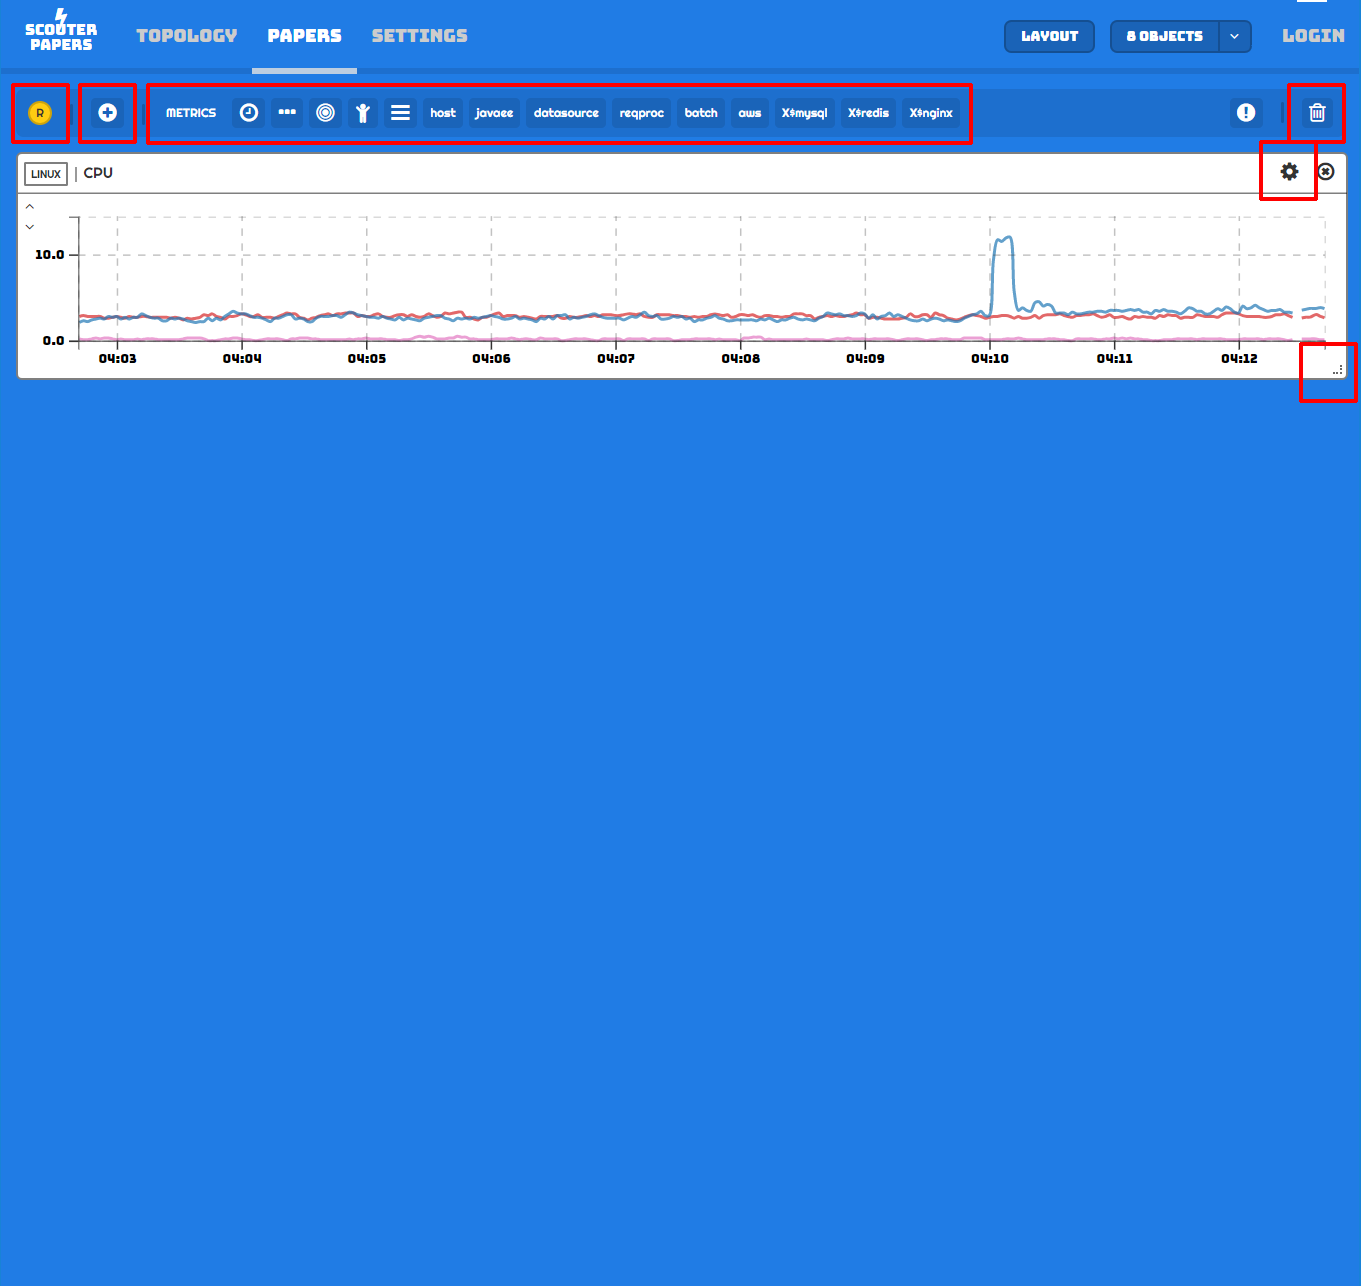 SCOUTER
PAPERS
TOPOLOGY PAPERS SETTINGS LAYOUT 8 OBJECTS LOGIN
R METRICS host javaee datasource reqproc batch aws X$mysql X$redis X$nginx
LINUX | CPU
10.0
0.0
04:03 04:04 04:05 04:06 04:07 04:08 04:09 04:10 04:11 04:12